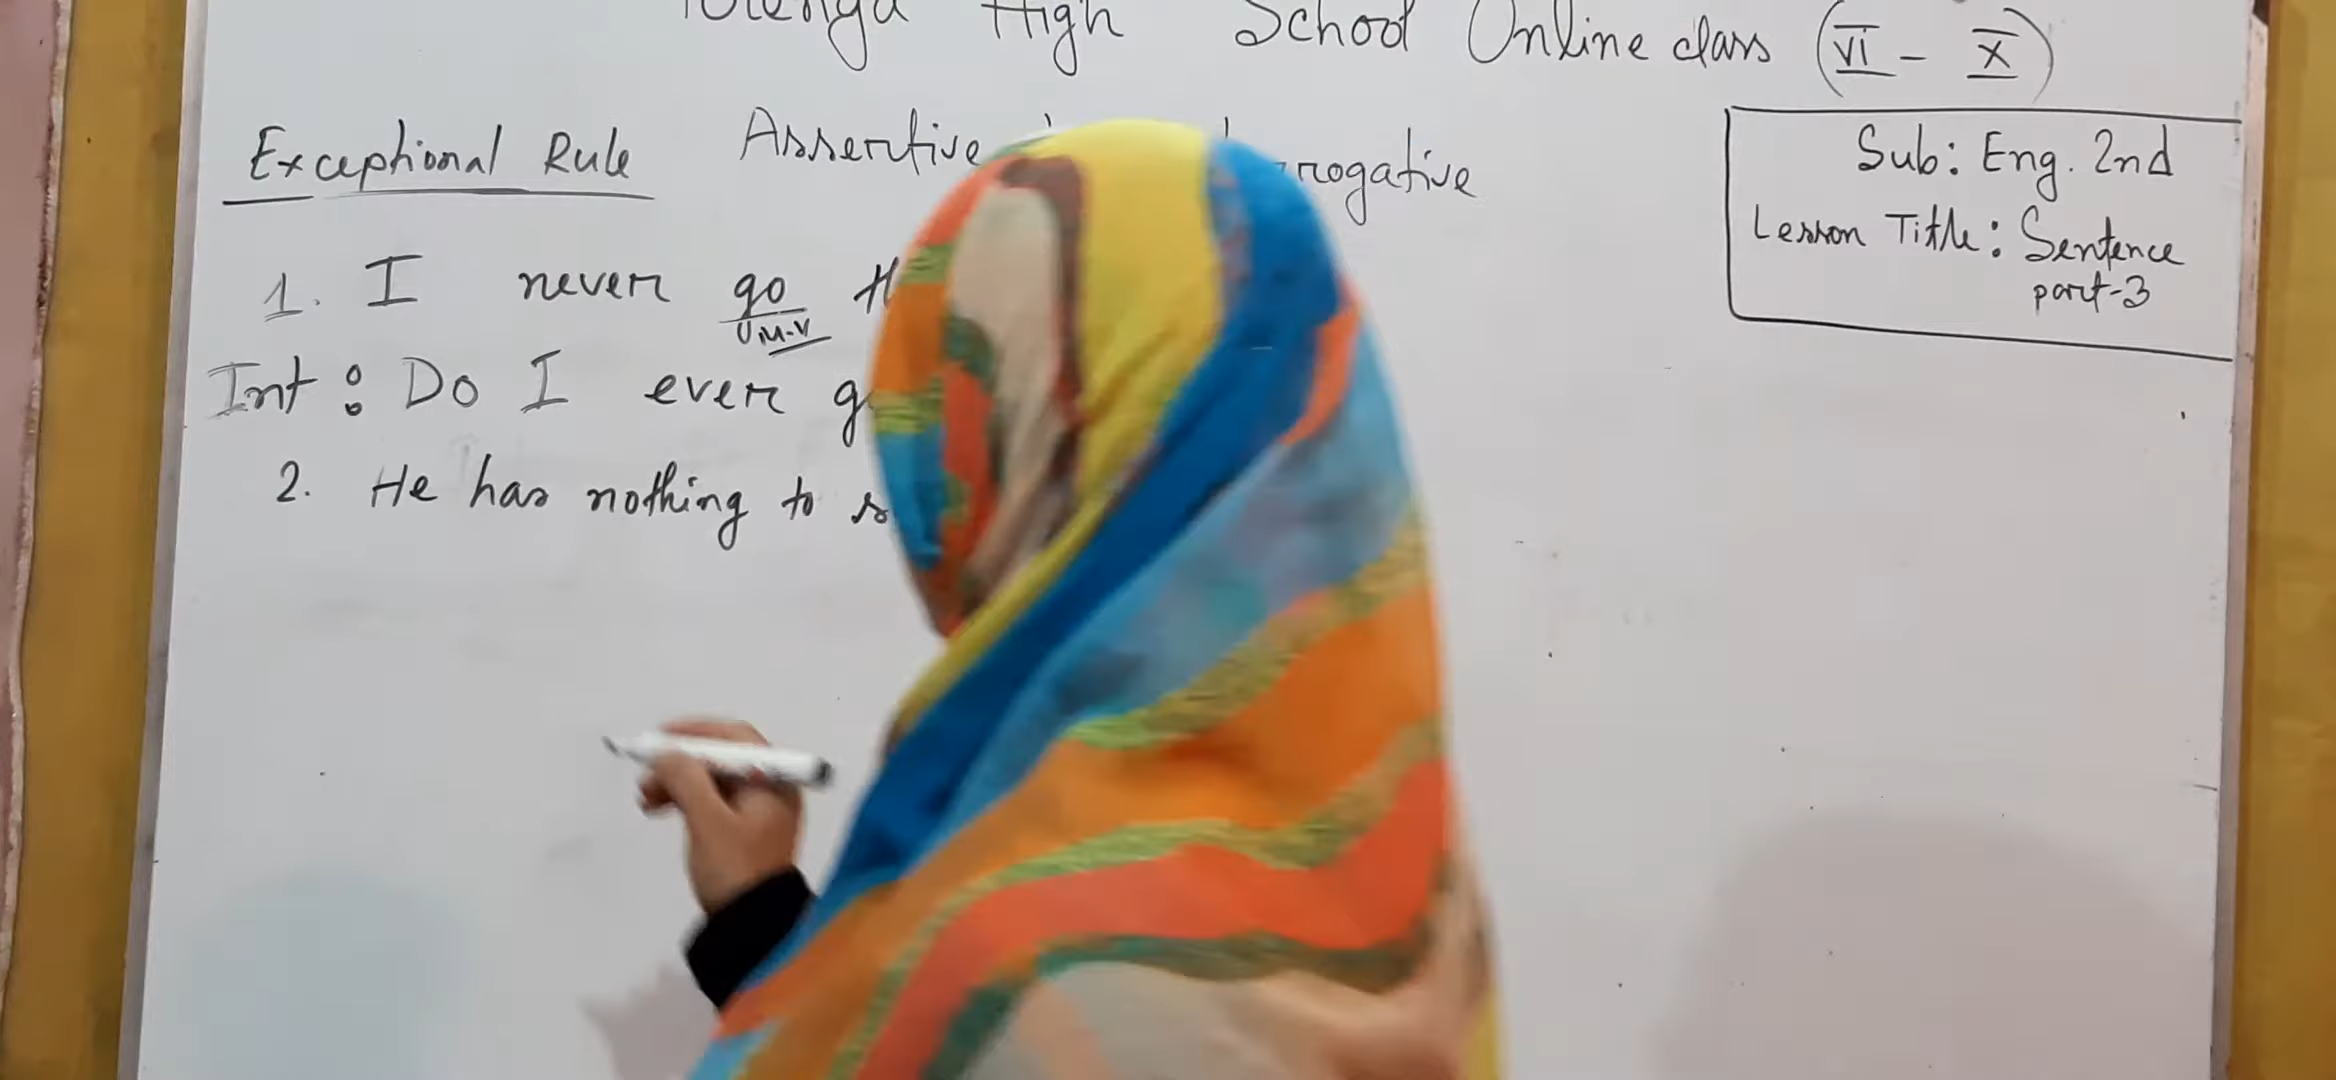 High School Online class (VI - X)
Exceptional Rule Assertive
Sub: Eng. 2nd
Lesson Title: Sentence
part-3
1. I never go
M.V
Int : Do I ever
2. He has nothing to